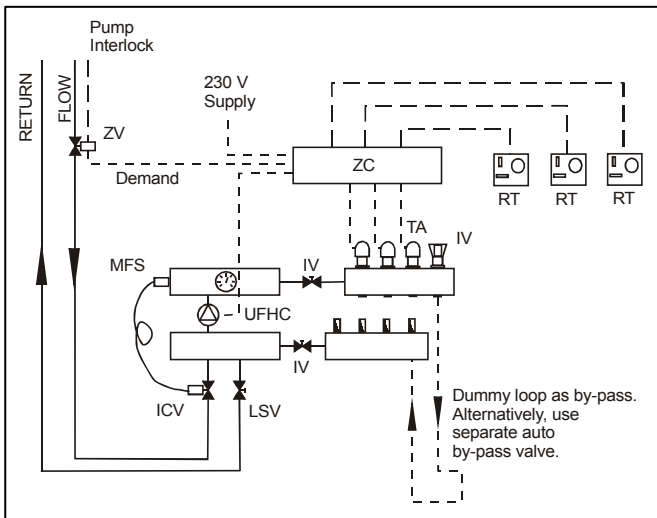 Pump
Interlock
RETURN
FLOW
ZV
230 V
Supply
Demand
ZC
RT
RT
RT
TA
IV
MFS
IV
UFHC
IV
ICV
LSV
Dummy loop as by-pass.
Alternatively, use
separate auto
by-pass valve.